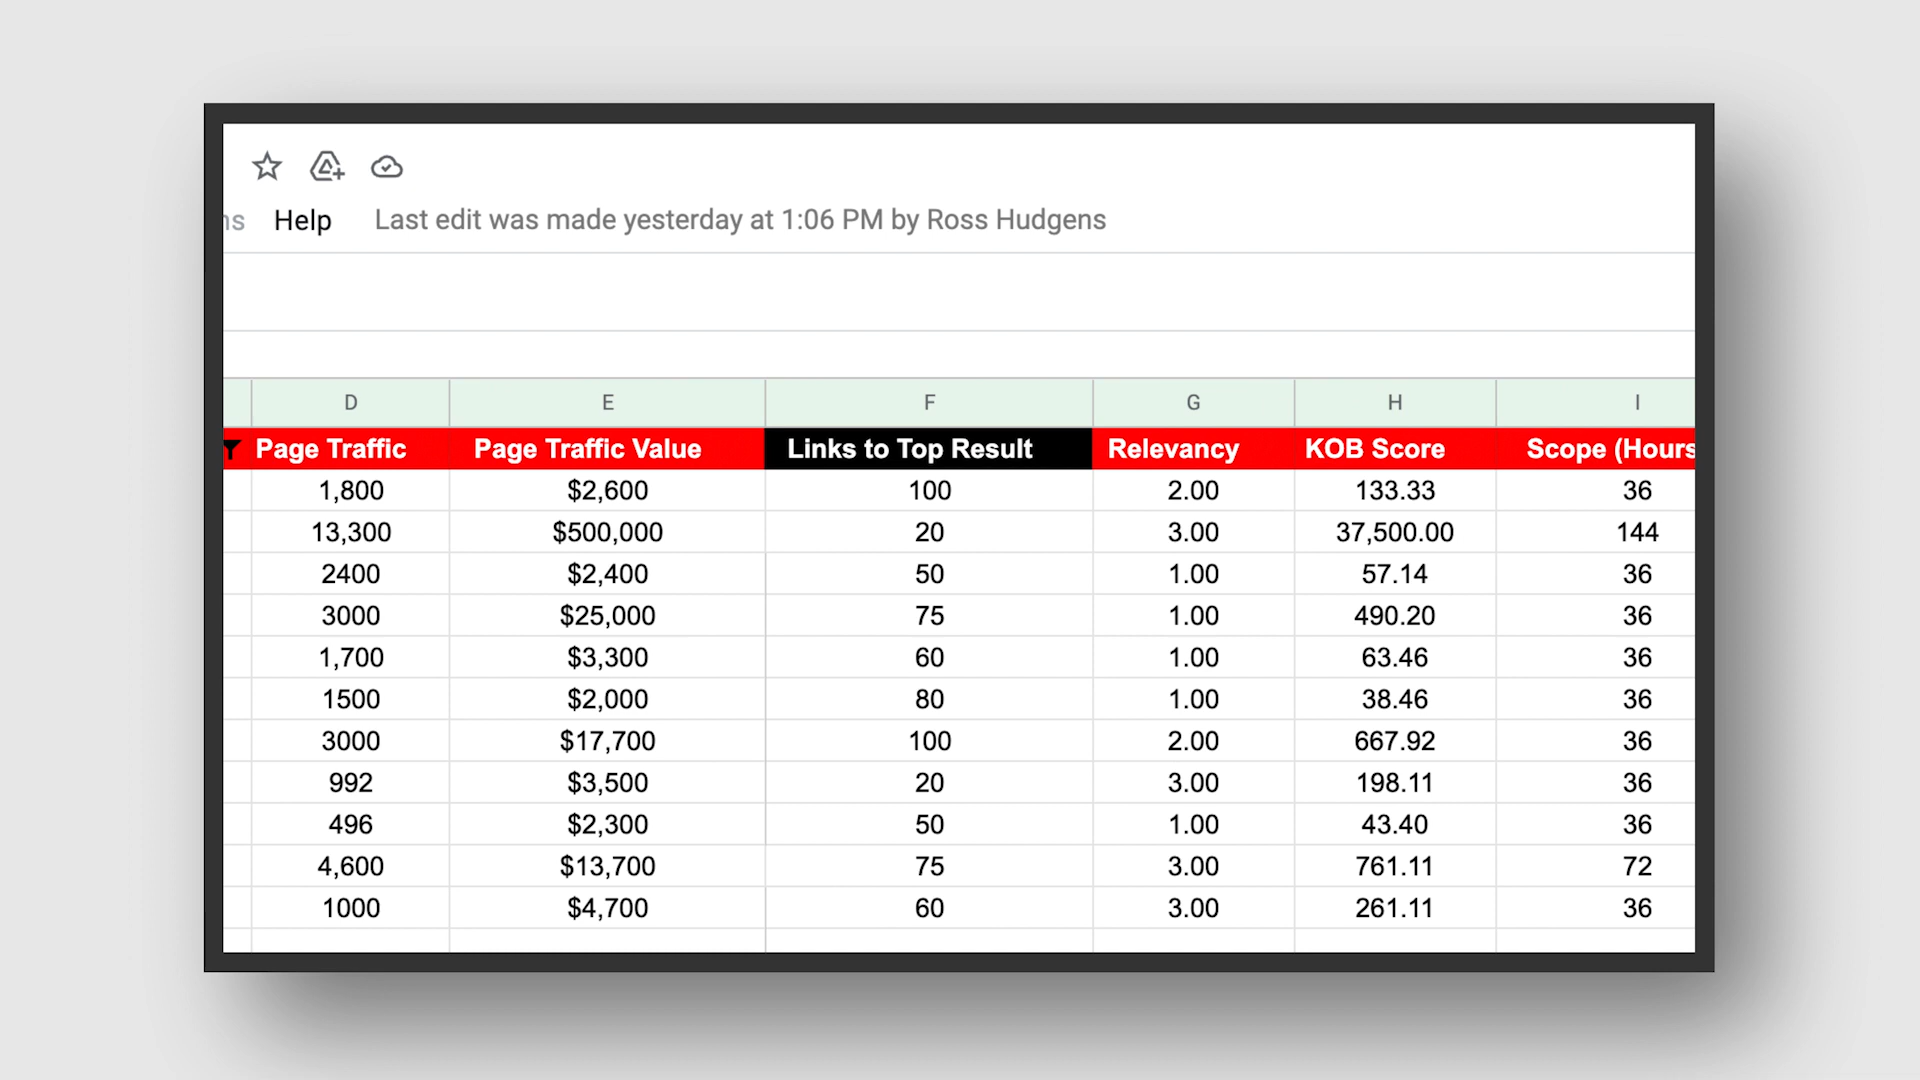 ns Help Last edit was made yesterday at 1:06 PM by Ross Hudgens
D E F G H I
Page Traffic Page Traffic Value Links to Top Result Relevancy KOB Score Scope (Hours
1,800 $2,600 100 2.00 133.33 36
13,300 $500,000 20 3.00 37,500.00 144
2400 $2,400 50 1.00 57.14 36
3000 $25,000 75 1.00 490.20 36
1,700 $3,300 60 1.00 63.46 36
1500 $2,000 80 1.00 38.46 36
3000 $17,700 100 2.00 667.92 36
992 $3,500 20 3.00 198.11 36
496 $2,300 50 1.00 43.40 36
4,600 $13,700 75 3.00 761.11 72
1000 $4,700 60 3.00 261.11 36